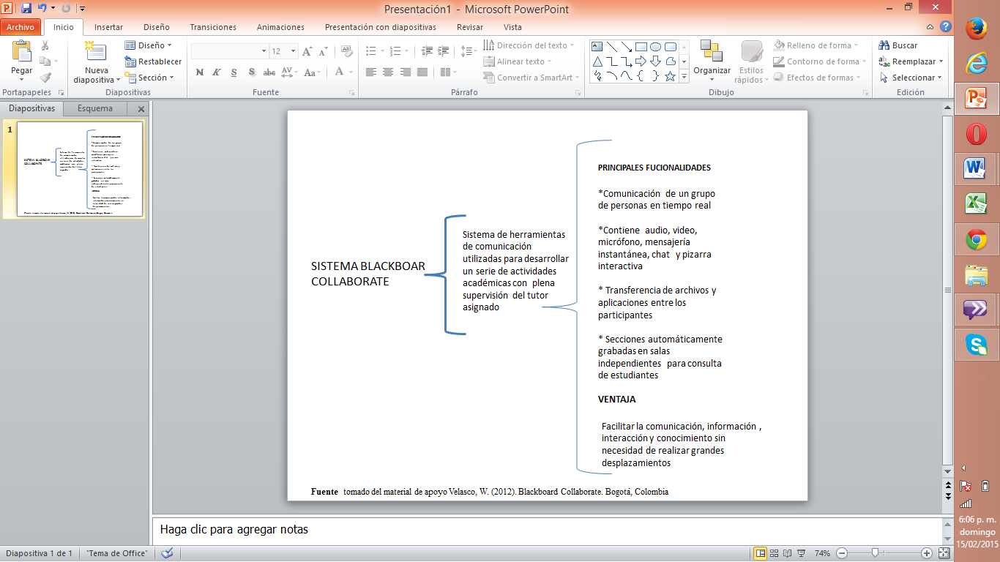 Presentación1 - Microsoft PowerPoint
Archivo Inicio Insertar Diseño Transiciones Animaciones Presentación con diapositivas Revisar Vista
Pegar
Portapapeles
Nueva diapositiva
Diseño
Restablecer
Sección
Diapositivas
12
N K S abc AV Aa A
Fuente
Dirección del texto
Alinear texto
Convertir a SmartArt
Párrafo
Organizar
Estilos rápidos
Relleno de forma
Contorno de forma
Efectos de formas
Dibujo
Buscar
Reemplazar
Seleccionar
Edición
Diapositivas Esquema
1
SISTEMA BLACKBOAR
COLLABORATE
Sistema de herramientas
de comunicación
utilizadas para desarrollar
un serie de actividades
académicas con plena
supervisión del tutor
asignado
PRINCIPALES FUCIONALIDADES
*Comunicación de un grupo
de personas en tiempo real
*Contiene audio, video,
micrófono, mensajería
instantánea, chat y pizarra
interactiva
* Transferencia de archivos y
aplicaciones entre los
participantes
* Secciones automáticamente
grabadas en salas
independientes para consulta
de estudiantes
VENTAJA
Facilitar la comunicación, información ,
interacción y conocimiento sin
necesidad de realizar grandes
desplazamientos
Fuente tomado del material de apoyo Velasco, W. (2012). Blackboard Collaborate. Bogotá, Colombia
Haga clic para agregar notas
Diapositiva 1 de 1 "Tema de Office" 74%
6:06 p. m.
domingo
15/02/2015